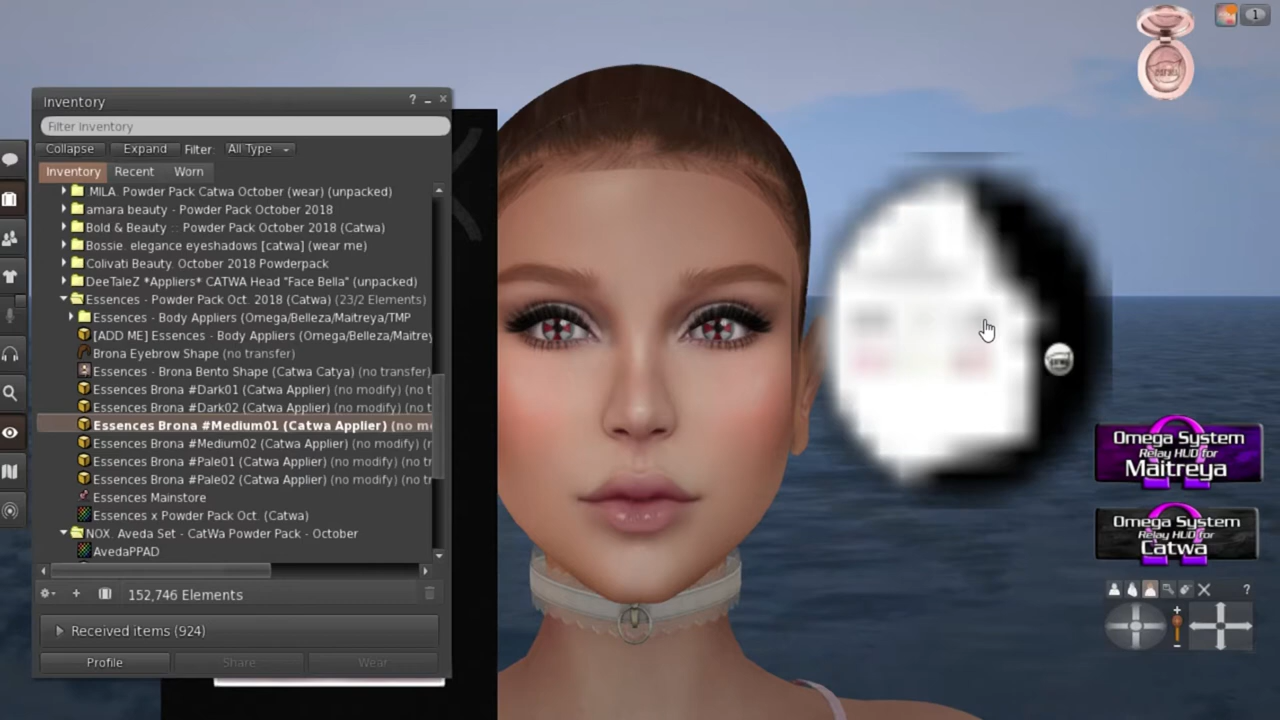 1
Inventory
? _ ×
Filter Inventory
Collapse Expand Filter: All Type
Inventory Recent Worn
MILA. Powder Pack Catwa October (wear) (unpacked)
amara beauty - Powder Pack October 2018
Bold & Beauty :: Powder Pack October 2018 (Catwa)
Bossie. elegance eyeshadows [catwa] (wear me)
Colivati Beauty. October 2018 Powderpack
DeeTaleZ *Appliers* CATWA Head "Face Bella" (unpacked)
Essences - Powder Pack Oct. 2018 (Catwa) (23/2 Elements)
Essences - Body Appliers (Omega/Belleza/Maitreya/TMP
[ADD ME] Essences - Body Appliers (Omega/Belleza/Maitrey
Brona Eyebrow Shape (no transfer)
Essences - Brona Bento Shape (Catwa Catya) (no transfer)
Essences Brona #Dark01 (Catwa Applier) (no modify) (no t
Essences Brona #Dark02 (Catwa Applier) (no modify) (no t
Essences Brona #Medium01 (Catwa Applier) (no m
Essences Brona #Medium02 (Catwa Applier) (no modify) (r
Essences Brona #Pale01 (Catwa Applier) (no modify) (no tr
Essences Brona #Pale02 (Catwa Applier) (no modify) (no tr
Essences Mainstore
Essences x Powder Pack Oct. (Catwa)
NOX. Aveda Set - CatWa Powder Pack - October
AvedaPPAD
152,746 Elements
Received items (924)
Profile Share Wear
Omega System
Relay HUD for
Maitreya
Omega System
Relay HUD for
Catwa
?